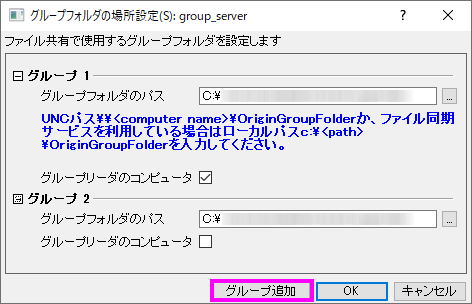 グループフォルダの場所設定(S): group_server
ファイル共有で使用するグループフォルダを設定します
グループ 1
グループフォルダのパス C:¥ ...
UNCパス¥¥<computer name>¥OriginGroupFolderか、ファイル同期
サービスを利用している場合はローカルパスc:¥<path>
¥OriginGroupFolderを入力してください。
グループリーダのコンピュータ
グループ 2
グループフォルダのパス C:¥ ...
グループリーダのコンピュータ
グループ追加 OK キャンセル